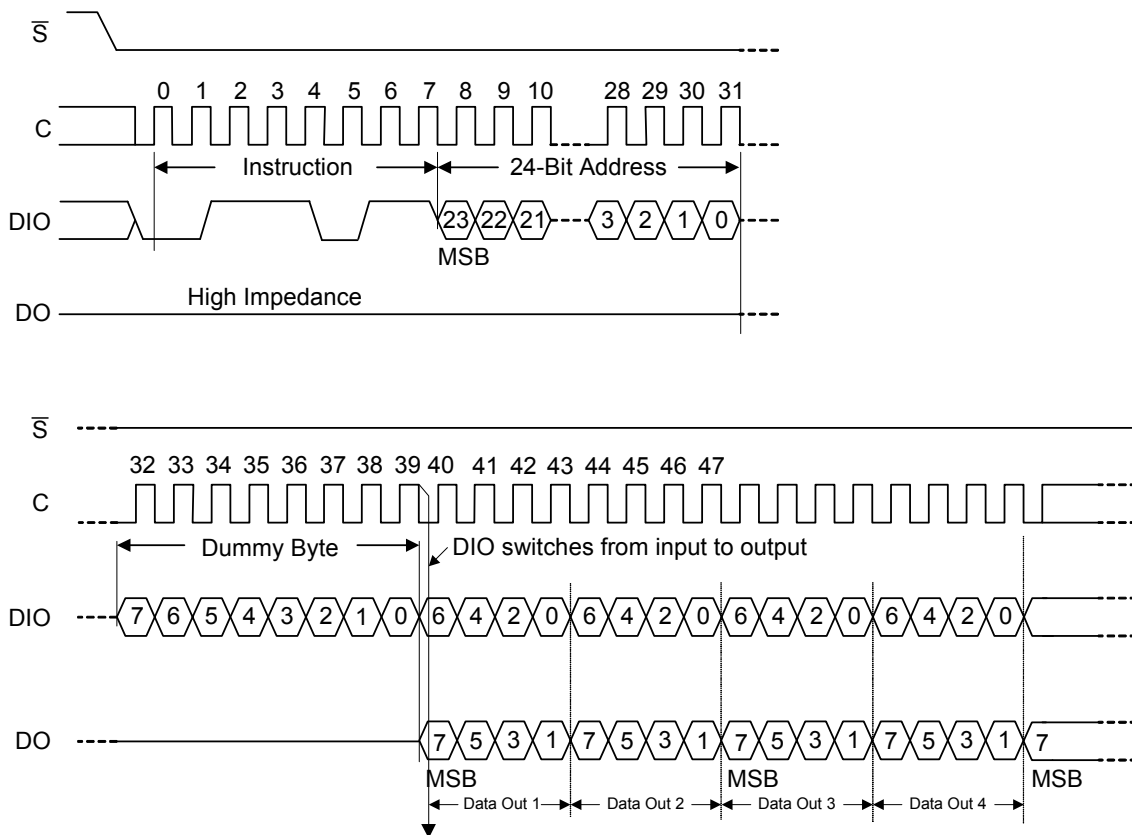 S
0 1 2 3 4 5 6 7 8 9 10 28 29 30 31
C
Instruction 24-Bit Address
DIO 23 22 21 3 2 1 0
MSB
High Impedance
DO
S
32 33 34 35 36 37 38 39 40 41 42 43 44 45 46 47
C
Dummy Byte DIO switches from input to output
DIO 7 6 5 4 3 2 1 0 6 4 2 0 6 4 2 0 6 4 2 0 6 4 2 0
DO 7 5 3 1 7 5 3 1 7 5 3 1 7 5 3 1 7
MSB MSB MSB
Data Out 1 Data Out 2 Data Out 3 Data Out 4